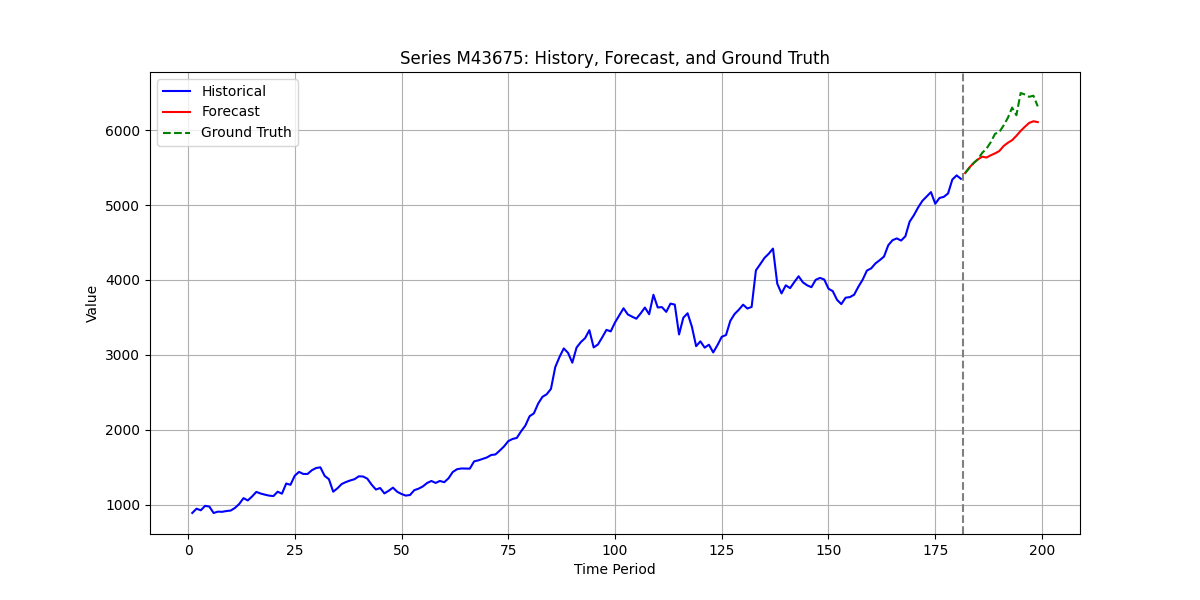 Series M43675: History, Forecast, and Ground Truth
Historical
Forecast
Ground Truth
6000
5000
4000
3000
2000
1000
Value
0 25 50 75 100 125 150 175 200
Time Period